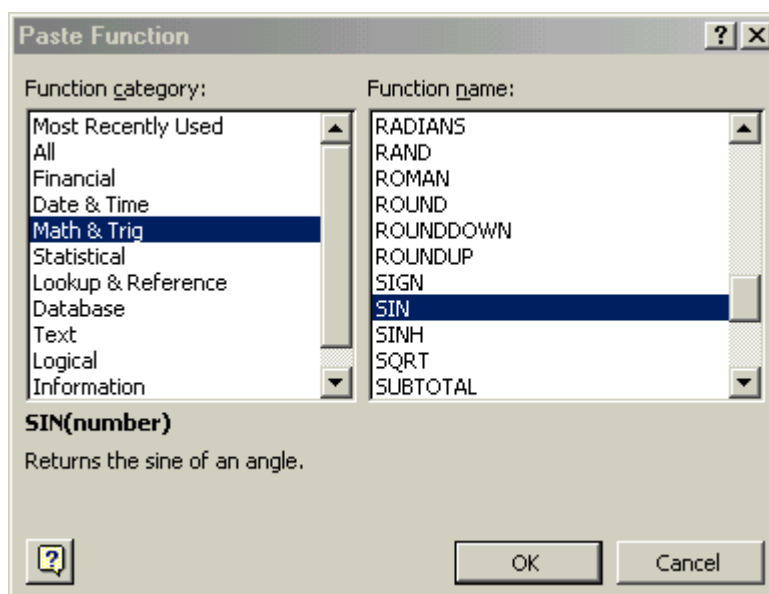 Paste Function
Function category:
Most Recently Used
All
Financial
Date & Time
Math & Trig
Statistical
Lookup & Reference
Database
Text
Logical
Information
Function name:
RADIANS
RAND
ROMAN
ROUND
ROUNDDOWN
ROUNDUP
SIGN
SIN
SINH
SQRT
SUBTOTAL
SIN(number)
Returns the sine of an angle.
OK
Cancel